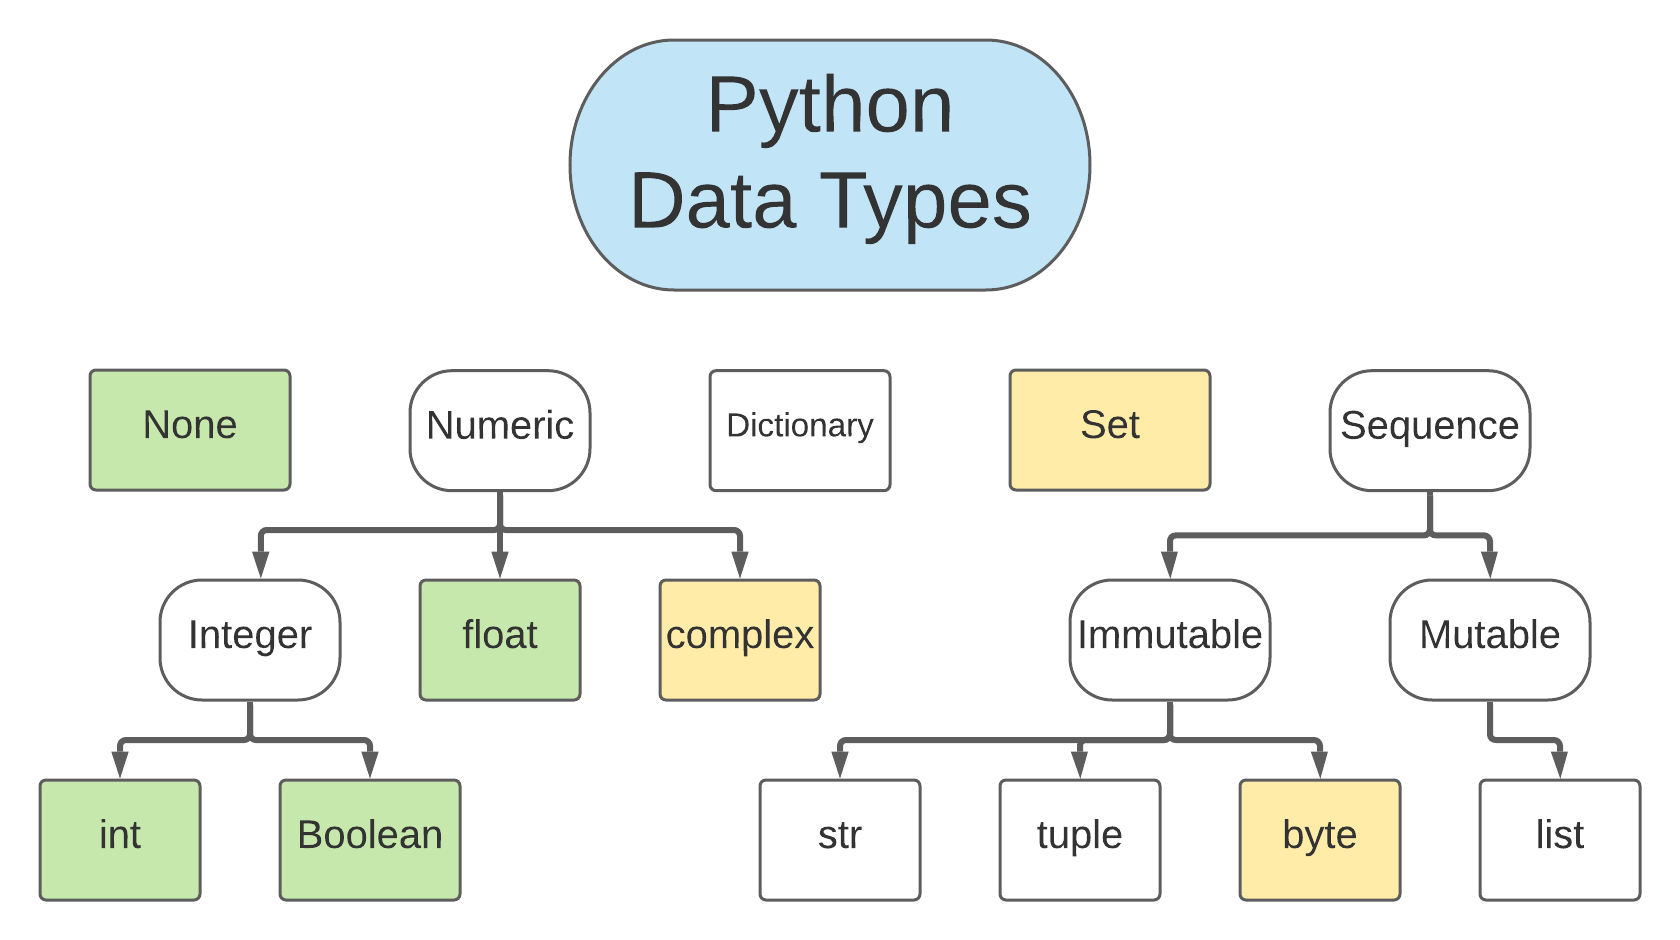 Python
Data Types
None
Numeric
Dictionary
Set
Sequence
Integer
float
complex
Immutable
Mutable
int
Boolean
str
tuple
byte
list